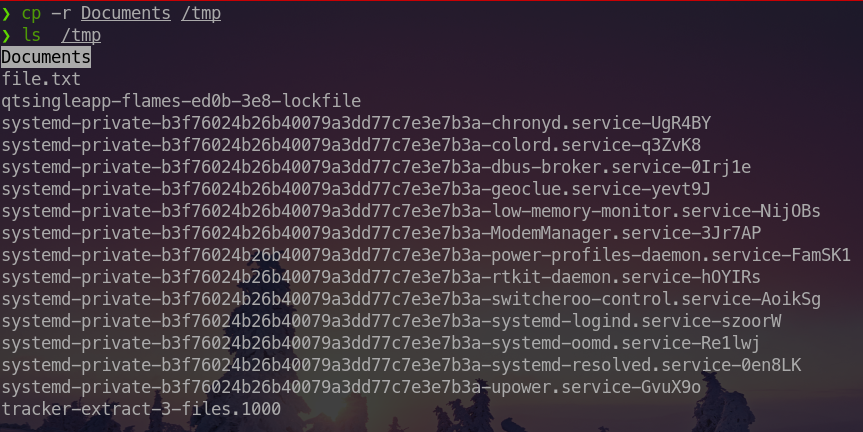 ❯ cp -r Documents /tmp
❯ ls  /tmp
Documents
file.txt
qtsingleapp-flames-ed0b-3e8-lockfile
systemd-private-b3f76024b26b40079a3dd77c7e3e7b3a-chronyd.service-UgR4BY
systemd-private-b3f76024b26b40079a3dd77c7e3e7b3a-colord.service-q3ZvK8
systemd-private-b3f76024b26b40079a3dd77c7e3e7b3a-dbus-broker.service-0Irj1e
systemd-private-b3f76024b26b40079a3dd77c7e3e7b3a-geoclue.service-yevt9J
systemd-private-b3f76024b26b40079a3dd77c7e3e7b3a-low-memory-monitor.service-NijOBs
systemd-private-b3f76024b26b40079a3dd77c7e3e7b3a-ModemManager.service-3Jr7AP
systemd-private-b3f76024b26b40079a3dd77c7e3e7b3a-power-profiles-daemon.service-FamSK1
systemd-private-b3f76024b26b40079a3dd77c7e3e7b3a-rtkit-daemon.service-hOYIRs
systemd-private-b3f76024b26b40079a3dd77c7e3e7b3a-switcheroo-control.service-AoikSg
systemd-private-b3f76024b26b40079a3dd77c7e3e7b3a-systemd-logind.service-szoorW
systemd-private-b3f76024b26b40079a3dd77c7e3e7b3a-systemd-oomd.service-Re1lwj
systemd-private-b3f76024b26b40079a3dd77c7e3e7b3a-systemd-resolved.service-0en8LK
systemd-private-b3f76024b26b40079a3dd77c7e3e7b3a-upower.service-GvuX9o
tracker-extract-3-files.1000